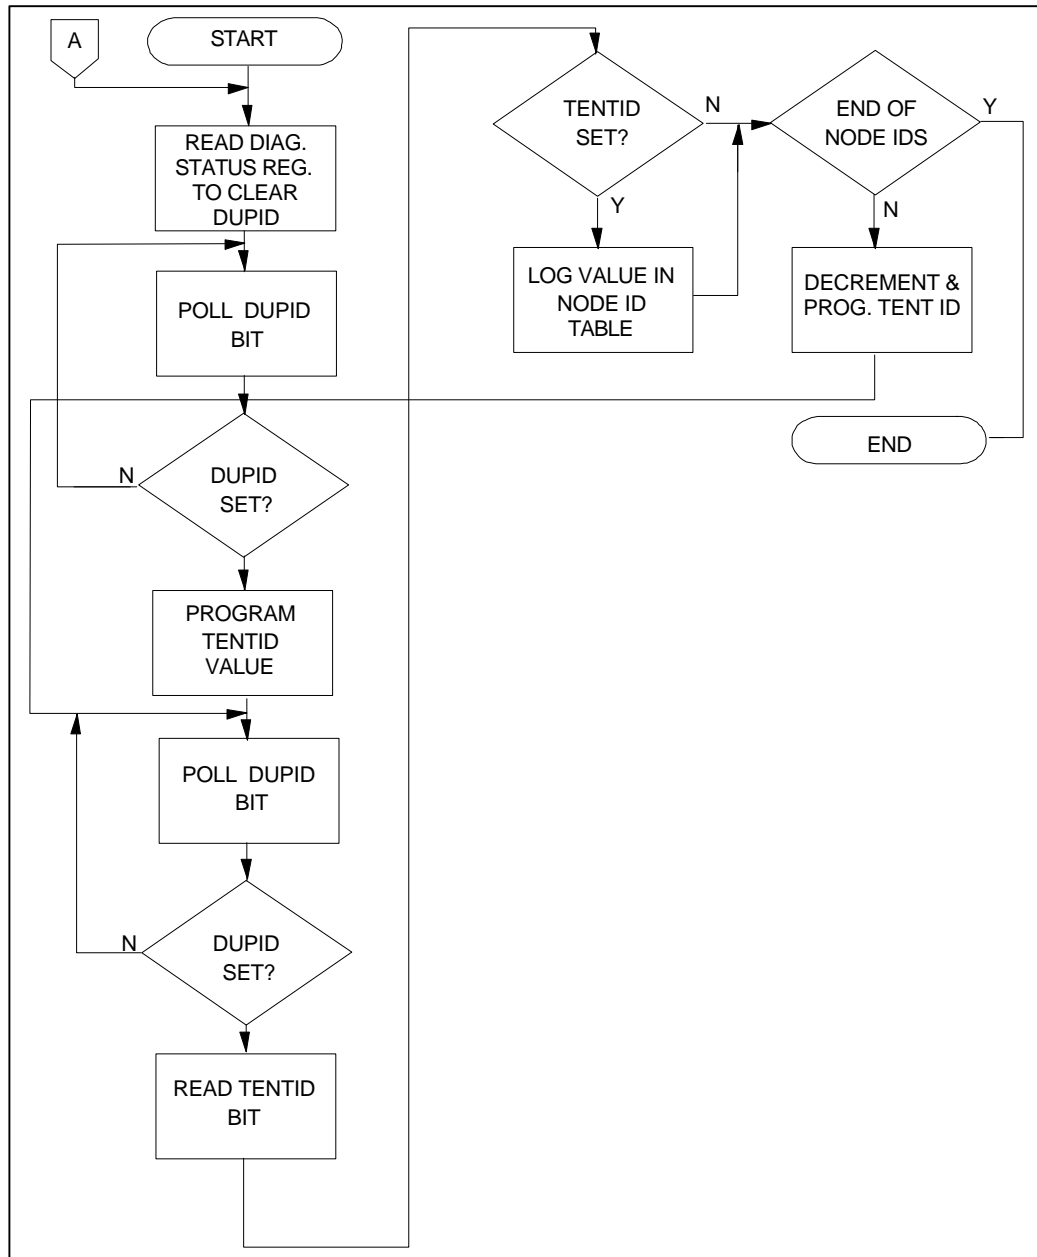 A
START
READ DIAG.
STATUS REG.
TO CLEAR
DUPID
POLL DUPID
BIT
DUPID
SET?
N
PROGRAM
TENTID
VALUE
POLL DUPID
BIT
DUPID
SET?
N
READ TENTID
BIT
TENTID
SET?
N
Y
LOG VALUE IN
NODE ID
TABLE
END OF
NODE IDS
Y
N
DECREMENT &
PROG. TENT ID
END